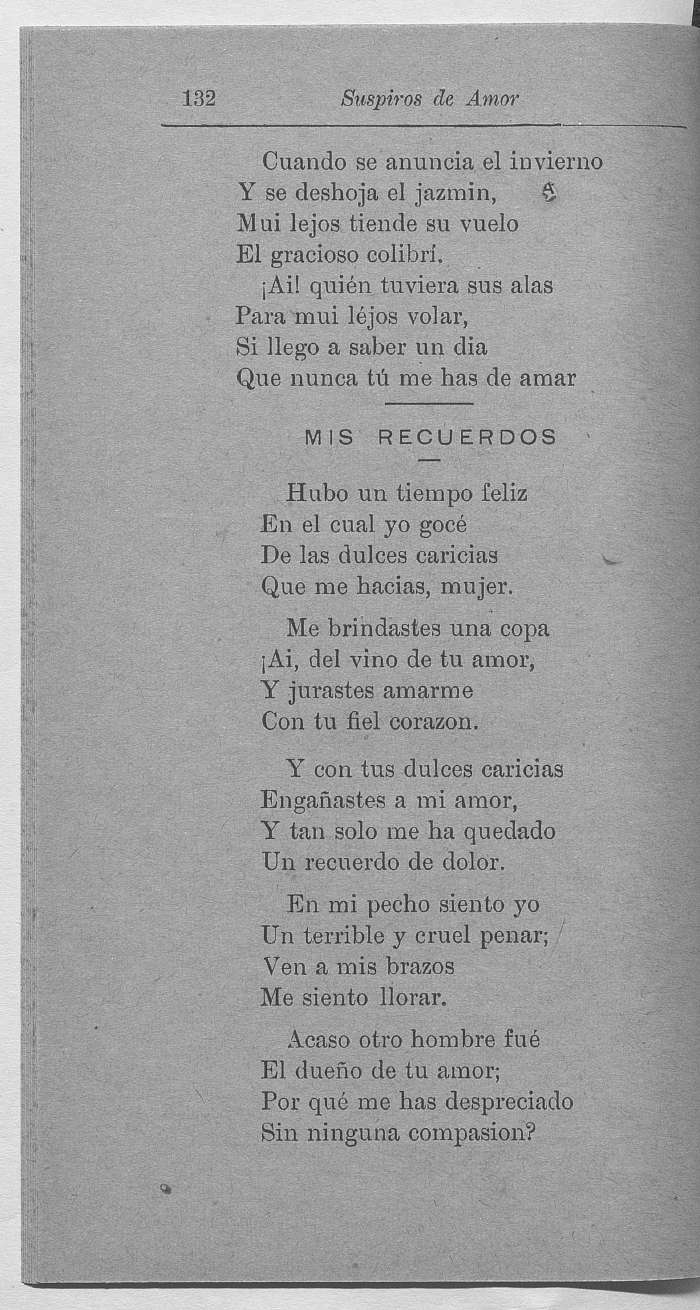 132 Suspiros de Amor
Cuando se anuncia el invierno
Y se deshoja el jazmin,
Mui lejos tiende su vuelo
El gracioso colibrí.
¡Ai! quién tuviera sus alas
Para mui léjos volar,
Si llego a saber un dia
Que nunca tú me has de amar
MIS RECUERDOS
Hubo un tiempo feliz
En el cual yo gocé
De las dulces caricias
Que me hacias, mujer.
Me brindastes una copa
¡Ai, del vino de tu amor,
Y jurastes amarme
Con tu fiel corazon.
Y con tus dulces caricias
Engañastes a mi amor,
Y tan solo me ha quedado
Un recuerdo de dolor.
En mi pecho siento yo
Un terrible y cruel penar;
Ven a mis brazos
Me siento llorar.
Acaso otro hombre fué
El dueño de tu amor;
Por qué me has despreciado
Sin ninguna compasion?